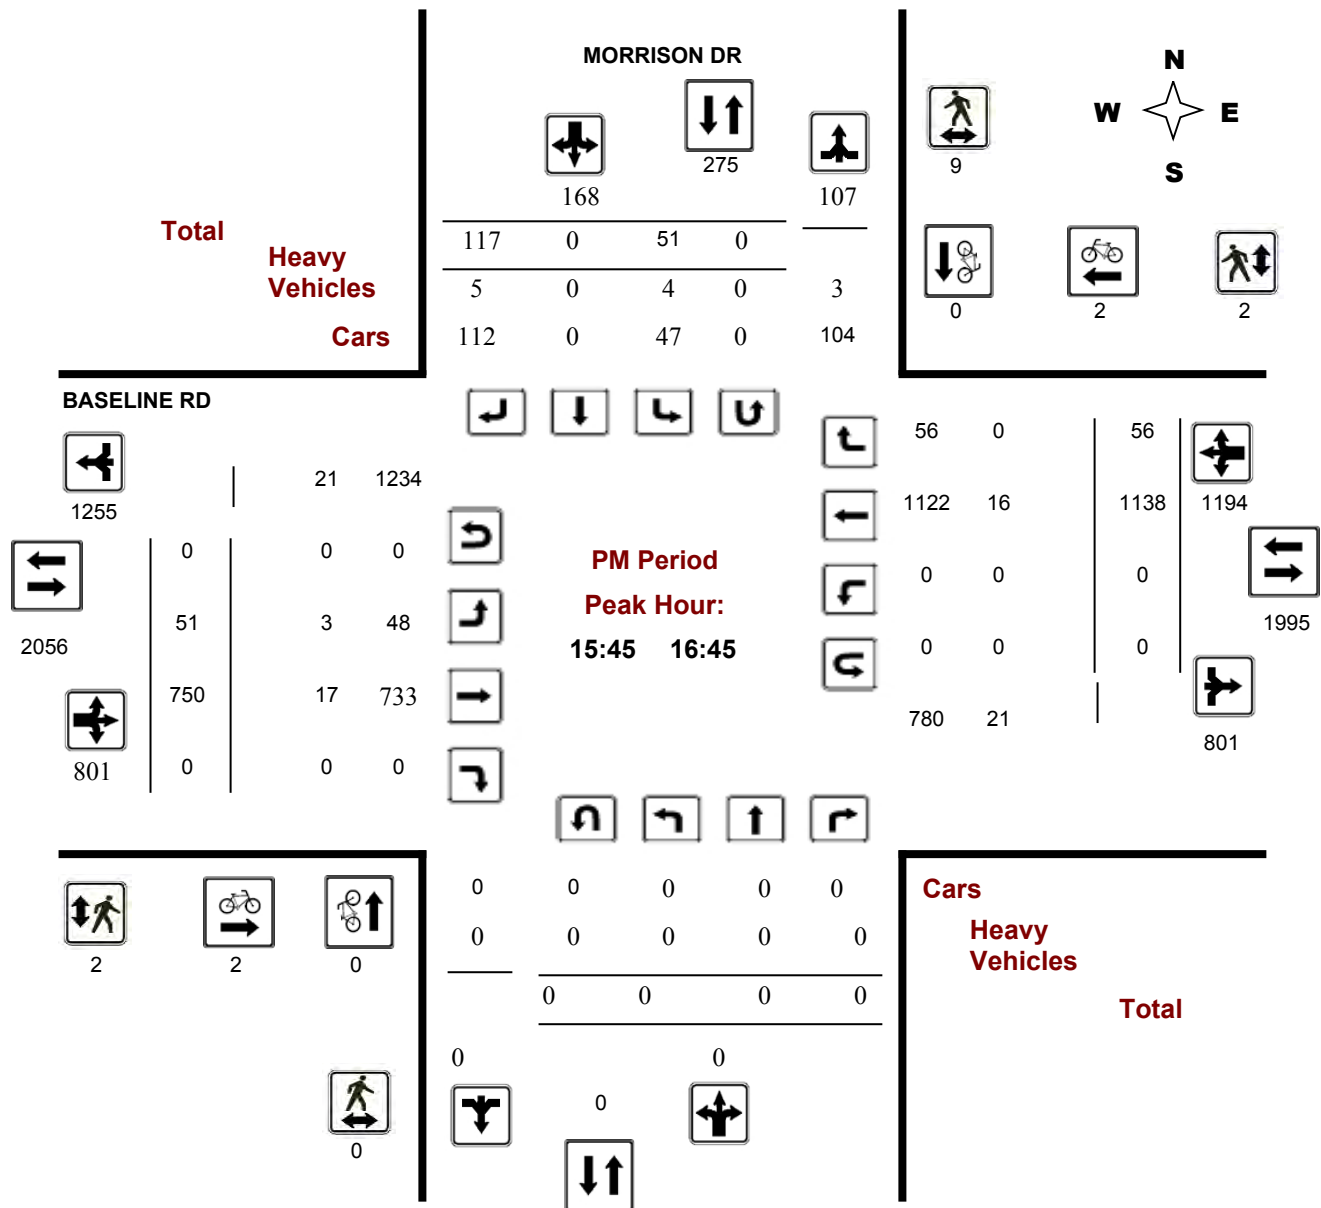 MORRISON DR
N
W E
S
275
9
168 107
Total 117 0 51 0
Heavy
Vehicles 5 0 4 0 3
0 2 2
Cars 112 0 47 0 104
BASELINE RD
56 0 56
21 1234
1255
1122 16 1138 1194
0 0 0
PM Period
0 0 0
Peak Hour:
51 3 48
1995
2056
15:45 16:45
0 0 0
750 17 733
780 21
801
801 0 0 0
0 0 0 0 0
Cars
0 0 0 0 0
Heavy
Vehicles
2 2 0
0 0 0 0
Total
0 0
0
0